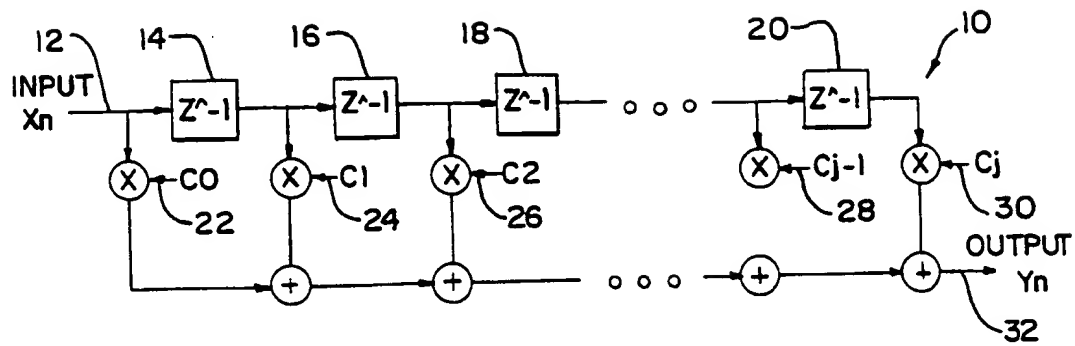 12 14 16 18 20 10
INPUT
Xn
Z^-1 Z^-1 Z^-1 Z^-1
X C0 X C1 X C2 X Cj-1 X Cj
22 24 26 28 30
OUTPUT
+ + + +
Yn
32